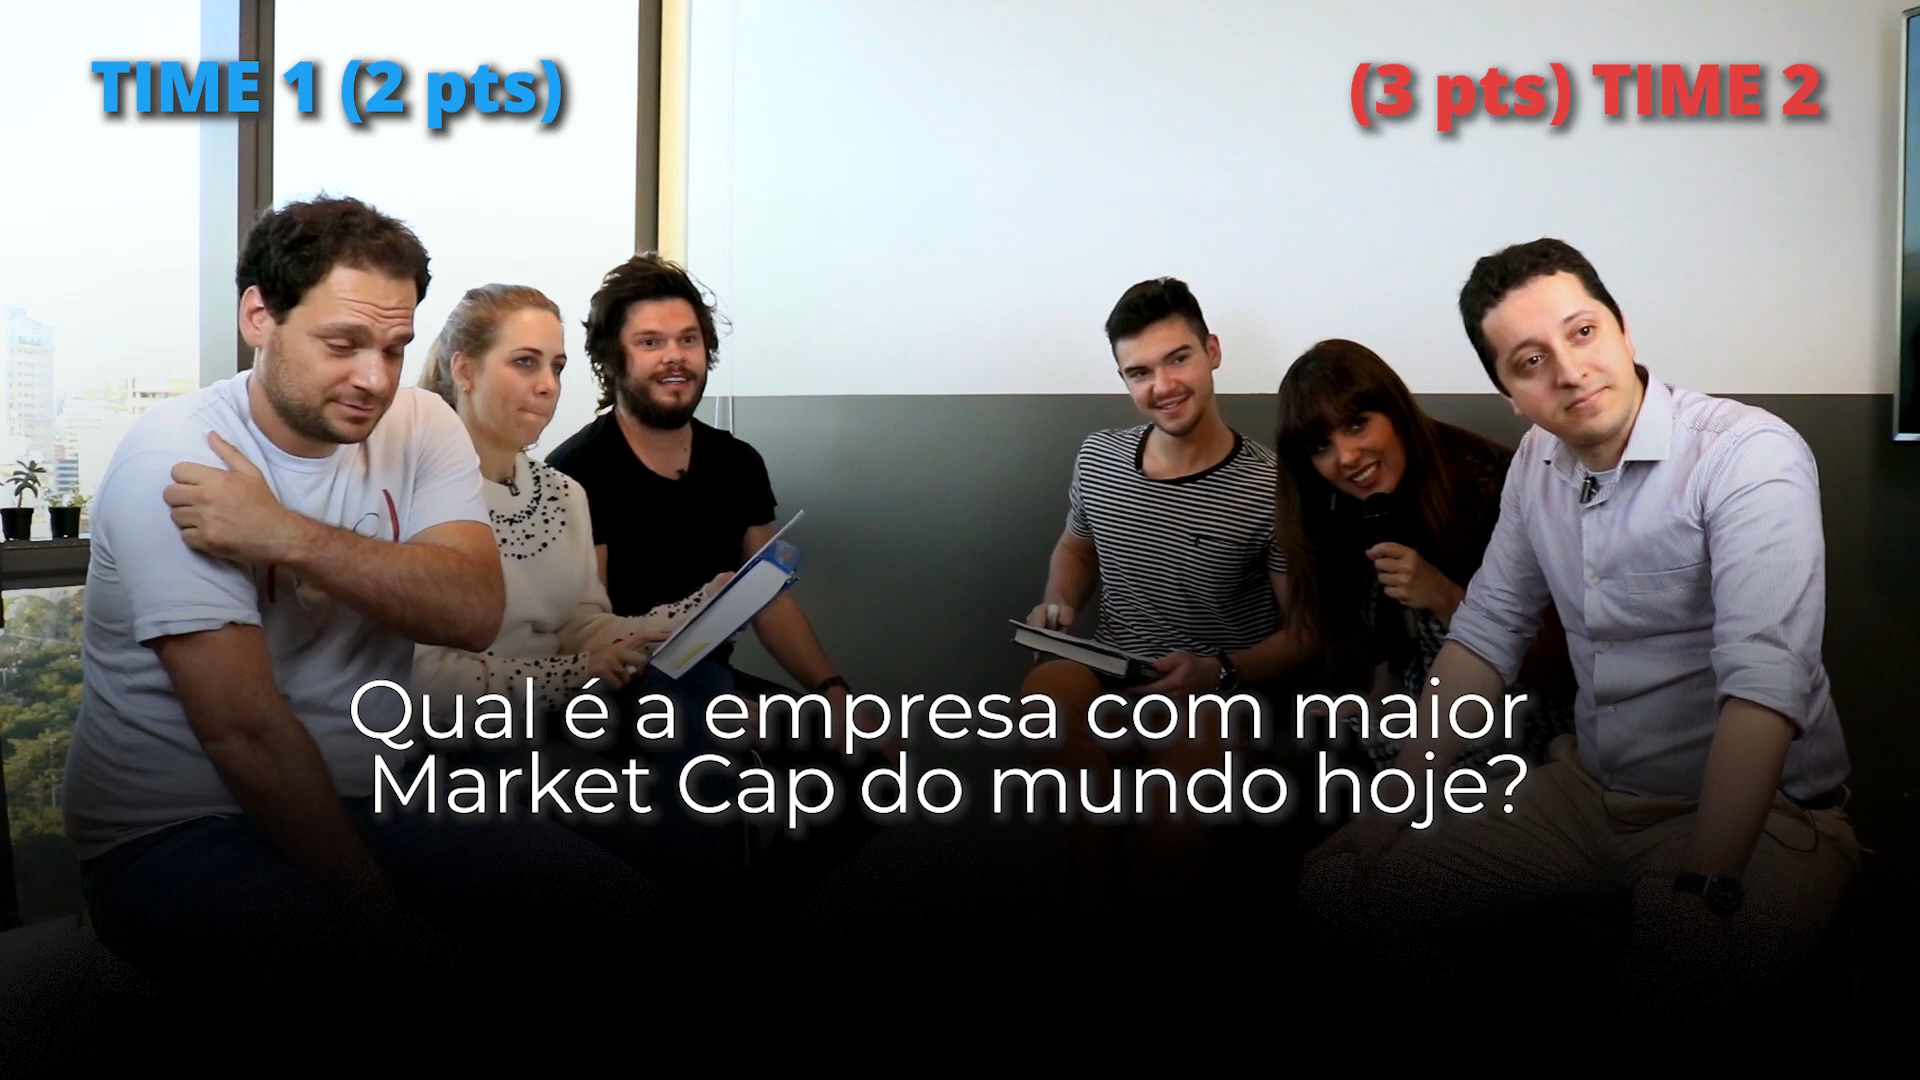 TIME 1 (2 pts)
(3 pts) TIME 2
Qual é a empresa com maior
Market Cap do mundo hoje?